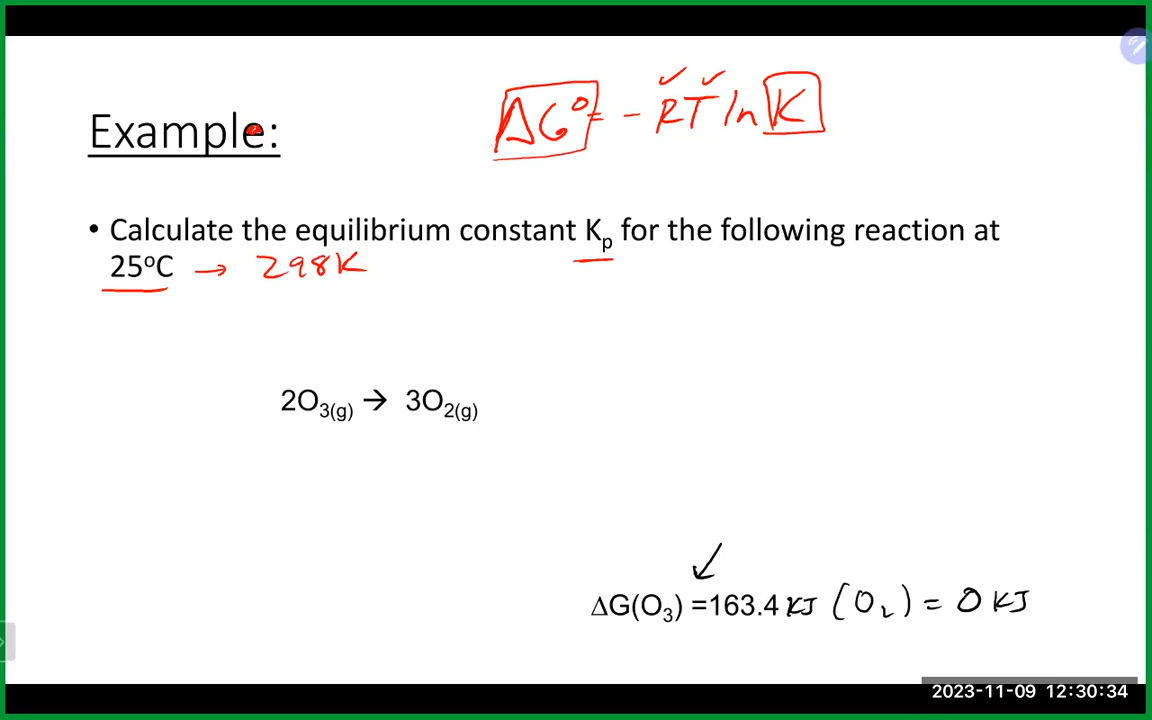 ΔG° = - RT ln K
Example:
• Calculate the equilibrium constant Kp for the following reaction at
25°C → 298K
2O3(g) → 3O2(g)
ΔG(O3) =163.4 KJ (O2) = 0 KJ
2023-11-09 12:30:34